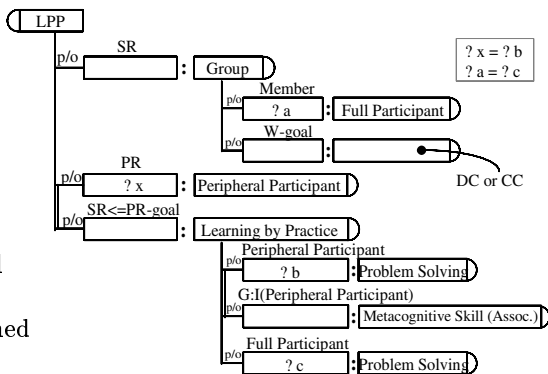 LPP
SR
p/o : Group
Member
p/o ? a : Full Participant
W-goal
p/o :
DC or CC
? x = ? b
? a = ? c
PR
p/o ? x : Peripheral Participant
SR<=PR-goal
p/o : Learning by Practice
Peripheral Participant
p/o ? b : Problem Solving
G:I(Peripheral Participant)
p/o : Metacognitive Skill (Assoc.)
Full Participant
p/o ? c : Problem Solving